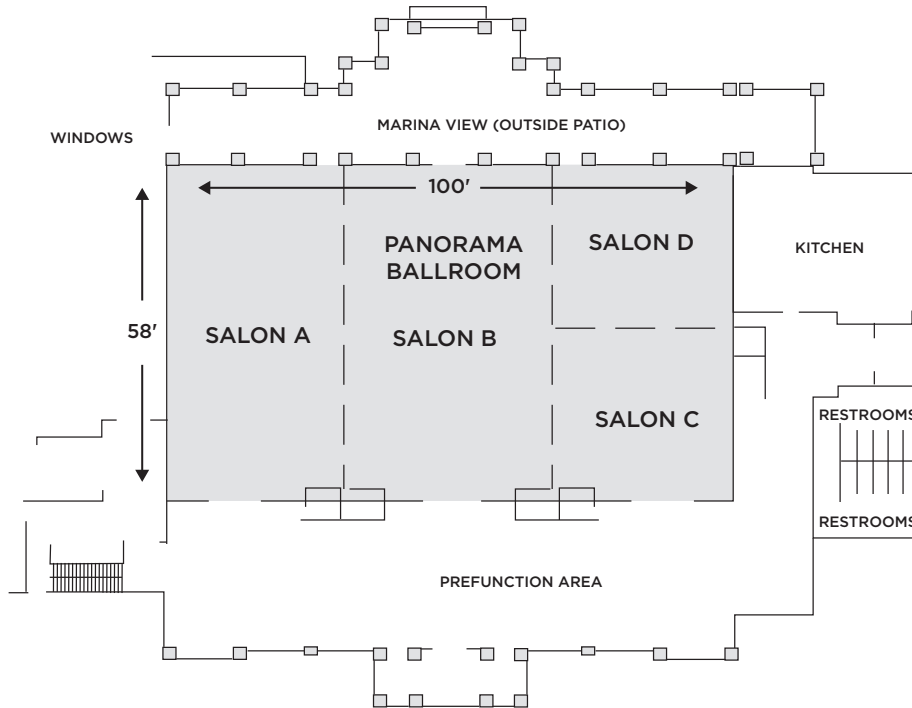 WINDOWS
MARINA VIEW (OUTSIDE PATIO)
100'
PANORAMA
BALLROOM
SALON D
KITCHEN
58'
SALON A
SALON B
SALON C
RESTROOMS
RESTROOMS
PREFUNCTION AREA